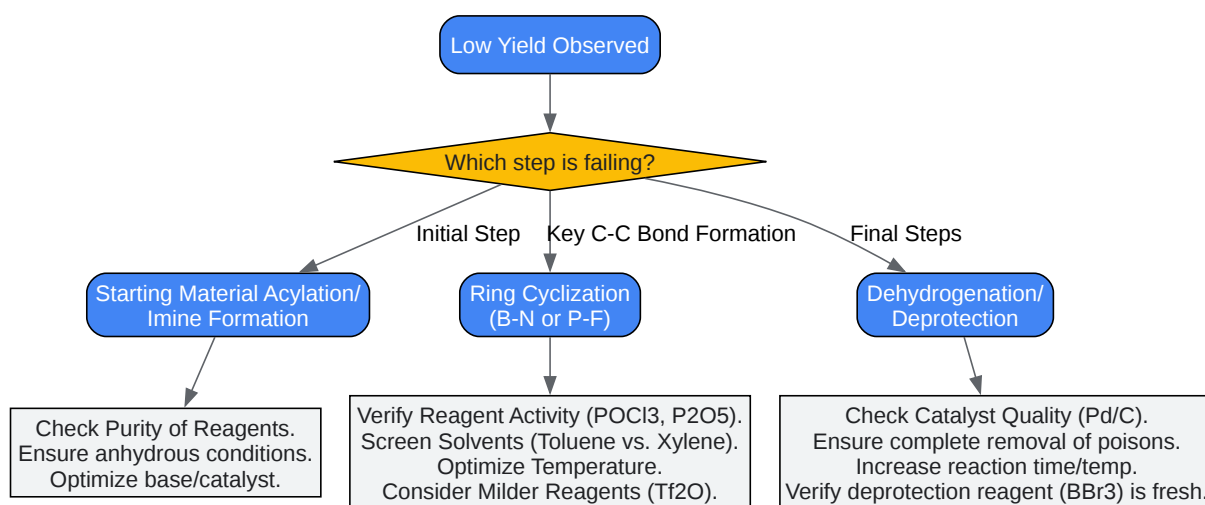 Low Yield Observed
Which step is failing?
Initial Step
Key C-C Bond Formation
Final Steps
Starting Material Acylation/
Imine Formation
Ring Cyclization
(B-N or P-F)
Dehydrogenation/
Deprotection
Check Purity of Reagents.
Ensure anhydrous conditions.
Optimize base/catalyst.
Verify Reagent Activity (POCl3, P2O5).
Screen Solvents (Toluene vs. Xylene).
Optimize Temperature.
Consider Milder Reagents (Tf2O).
Check Catalyst Quality (Pd/C).
Ensure complete removal of poisons.
Increase reaction time/temp.
Verify deprotection reagent (BBr3) is fresh.